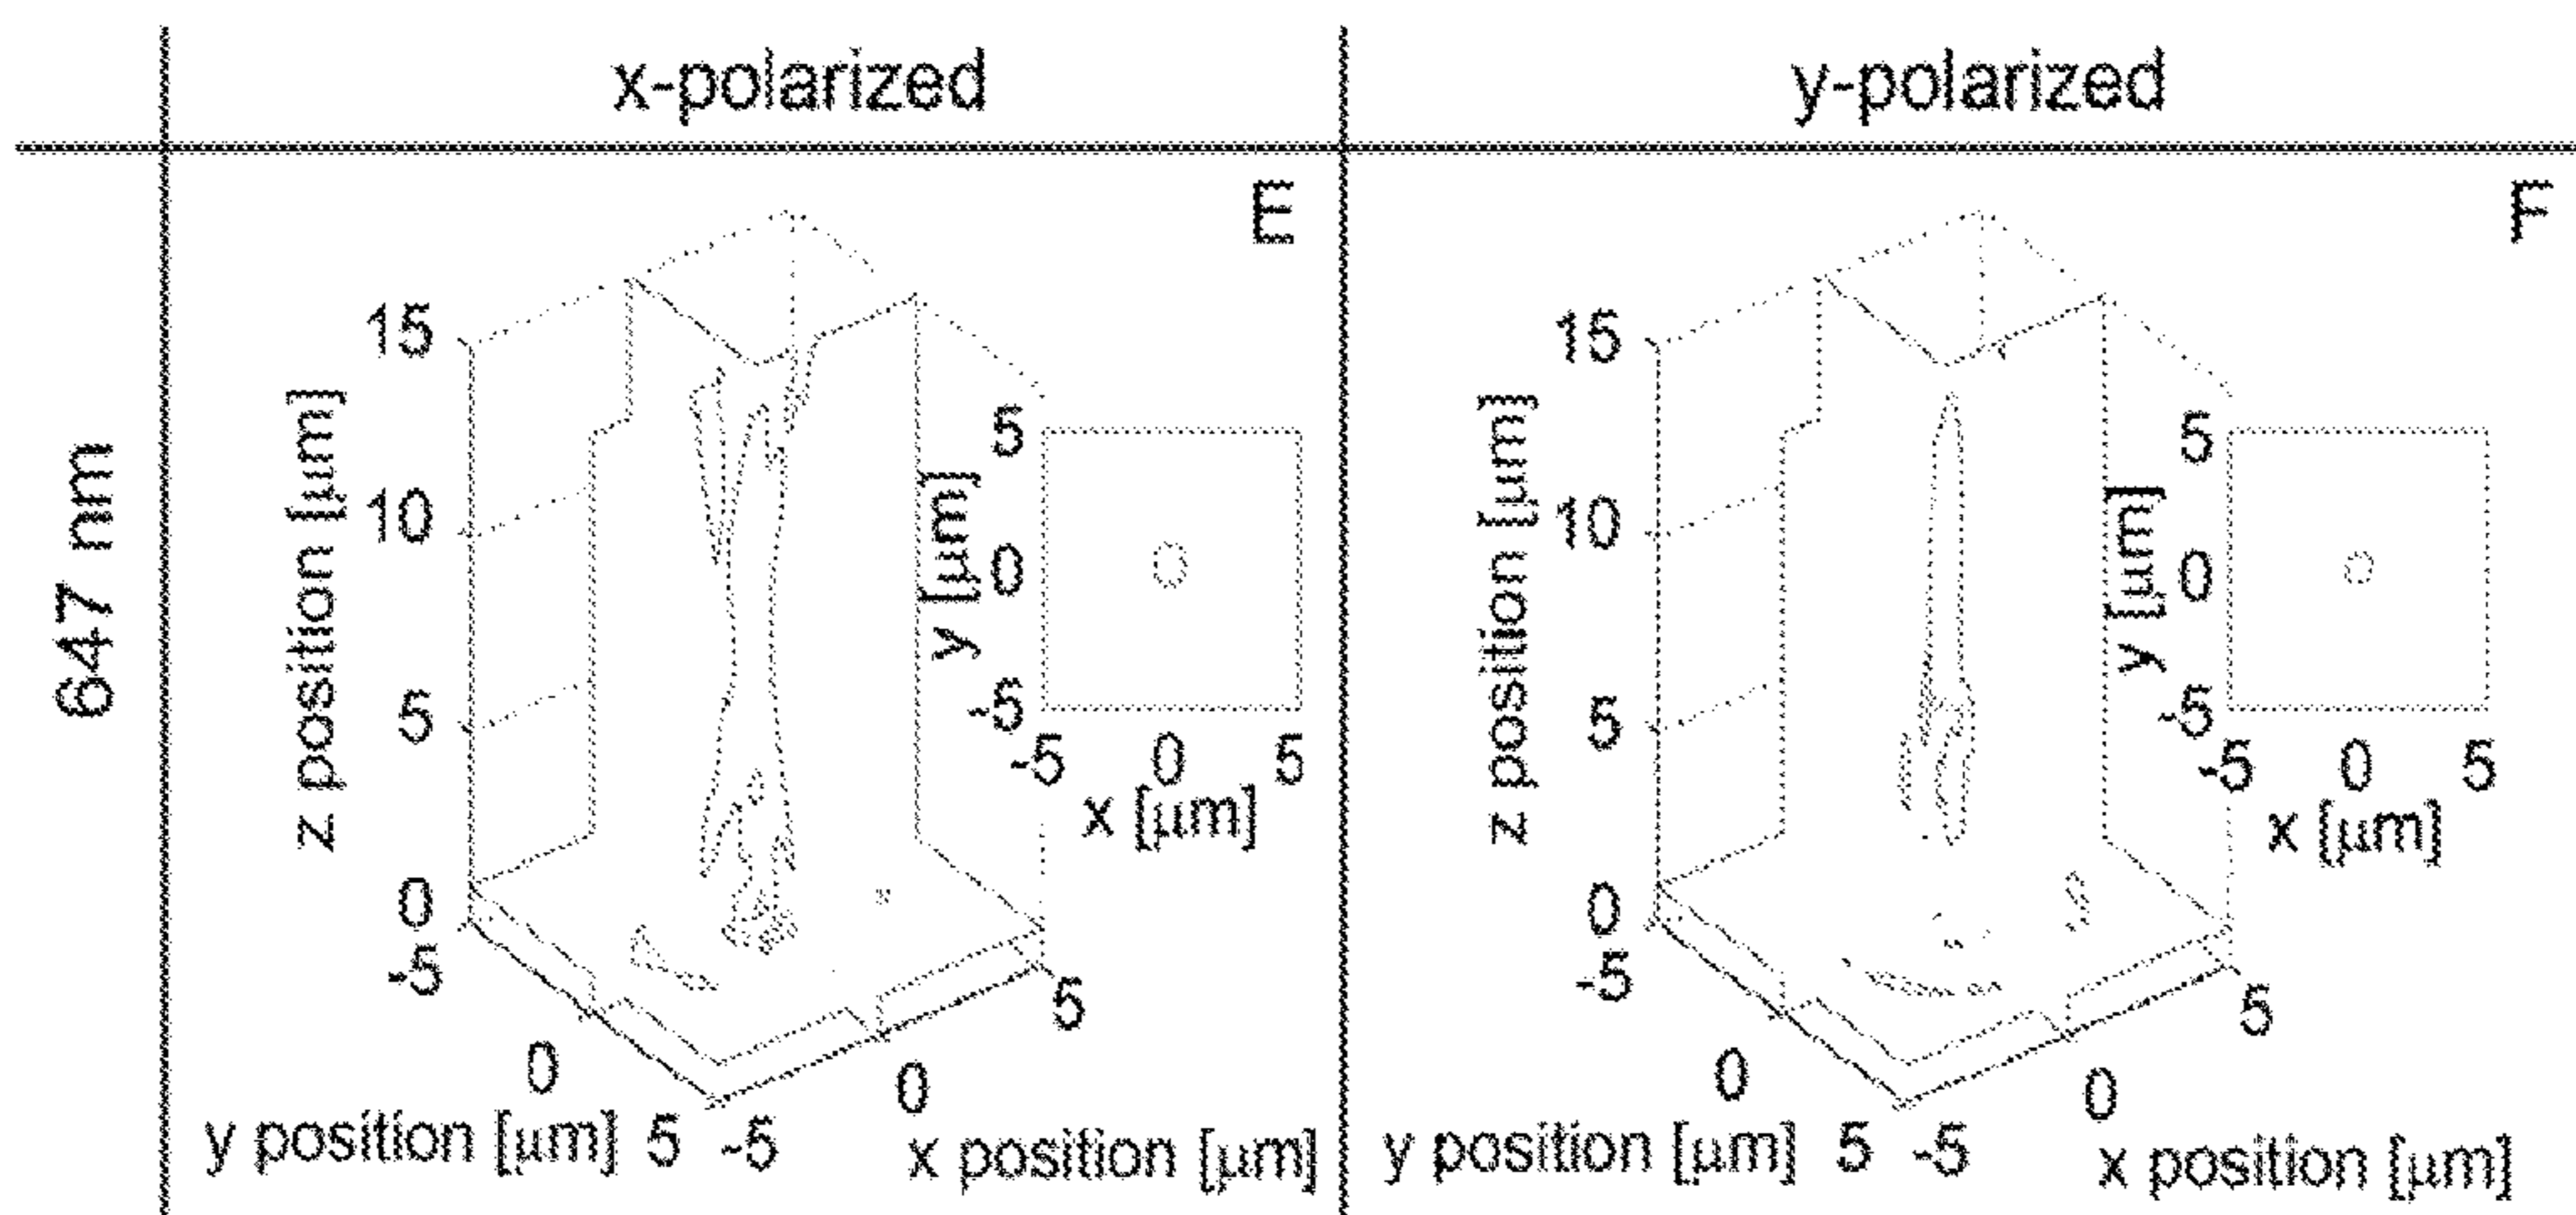 x-polarized
y-polarized
647 nm
E
z position [μm]
15
10
5
0
-5
0
5
y position [μm]
-5
0
5
x position [μm]
y [μm]
5
0
-5
-5
0
5
x [μm]
F
z position [μm]
15
10
5
0
-5
0
5
y position [μm]
-5
0
5
x position [μm]
y [μm]
5
0
-5
-5
0
5
x [μm]